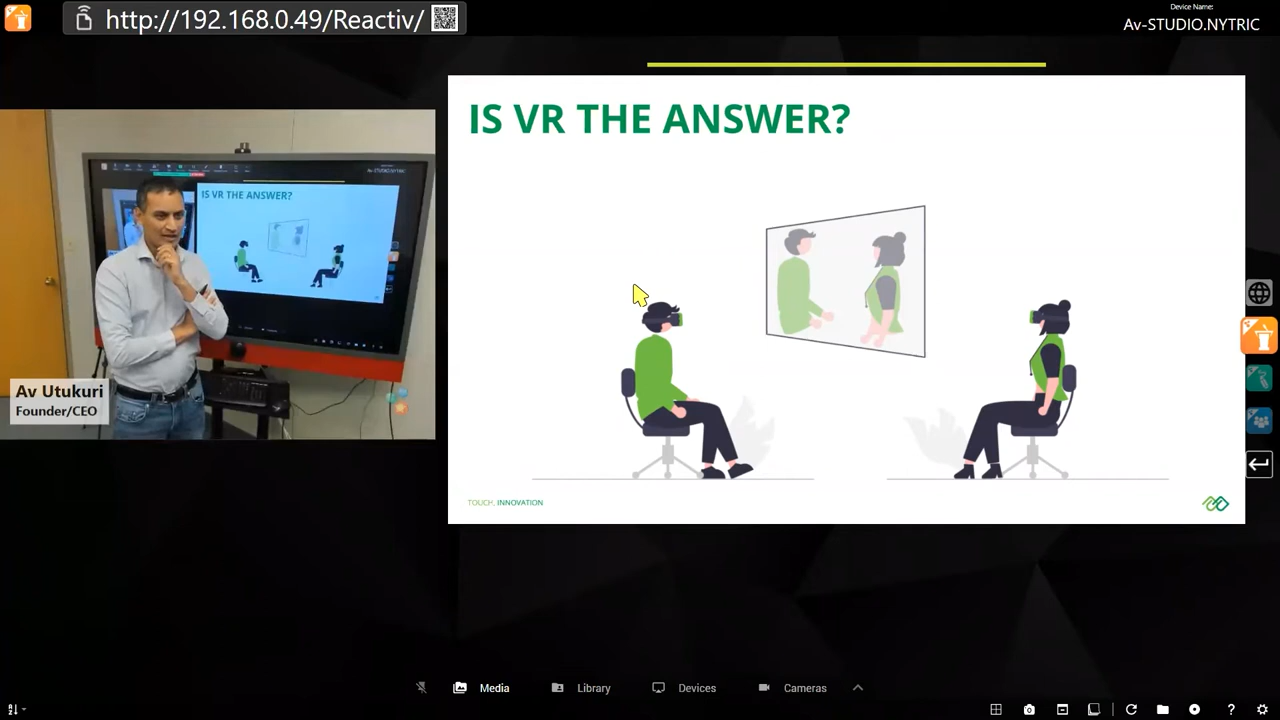 http://192.168.0.49/Reactiv/
Device Name:
Av-STUDIO.NYTRIC
IS VR THE ANSWER?
IS VR THE ANSWER?
Av Utukuri
Founder/CEO
TOUCH. INNOVATION
Media
Library
Devices
Cameras